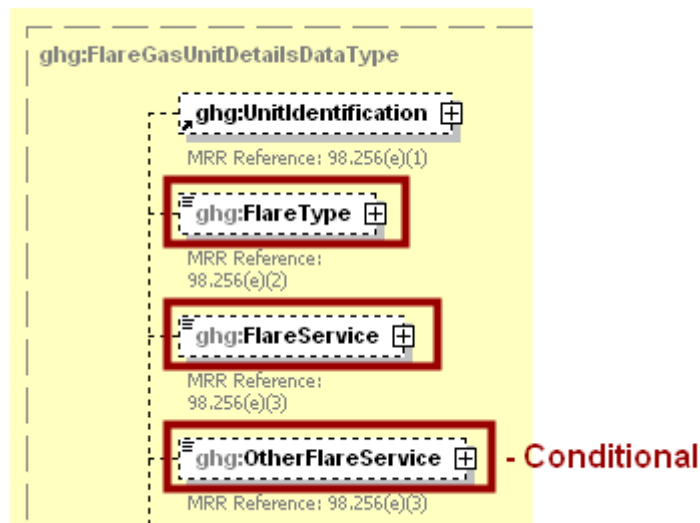 ghg:FlareGasUnitDetailsDataType
ghg:UnitIdentification
MRR Reference: 98.256(e)(1)
ghg:FlareType
MRR Reference:
98.256(e)(2)
ghg:FlareService
MRR Reference:
98.256(e)(3)
ghg:OtherFlareService - Conditional
MRR Reference: 98.256(e)(3)